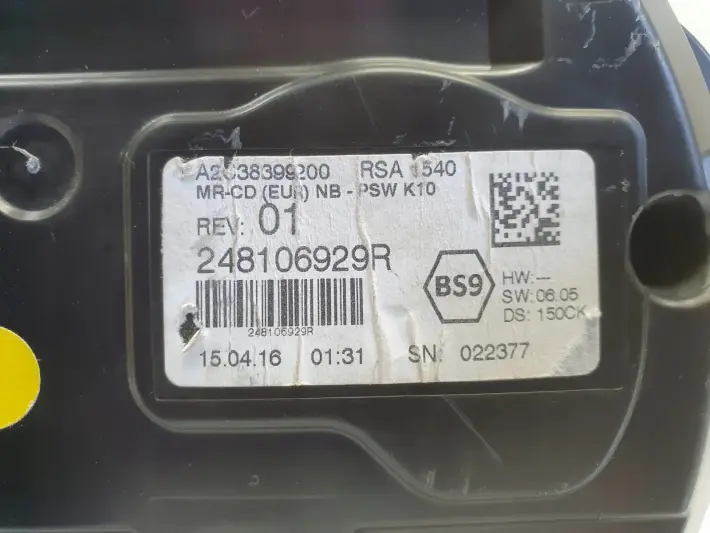 A2C38399200 RSA 1540
MR-CD (EUR) NB - PSW K10
REV: 01
248106929R
BS9
HW:--
SW: 06.05
DS: 150CK
248106929R
15.04.16 01:31 SN: 022377